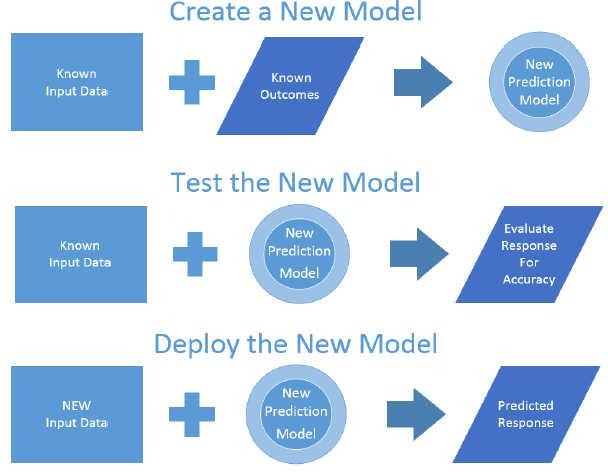 Create a New Model
Known
Input Data
Known
Outcomes
New
Prediction
Model
Test the New Model
Known
Input Data
New
Prediction
Model
Evaluate
Response
For
Accuracy
Deploy the New Model
NEW
Input Data
New
Prediction
Model
Predicted
Response